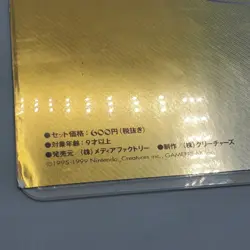 ●セット価格：600円（税抜き）
●対象年齢：9才以上
●発売元 （株）メディアファクトリー ●制作 （株）クリーチャーズ
©1995-1999 Nintendo, Creatures inc., GAMEFREAK